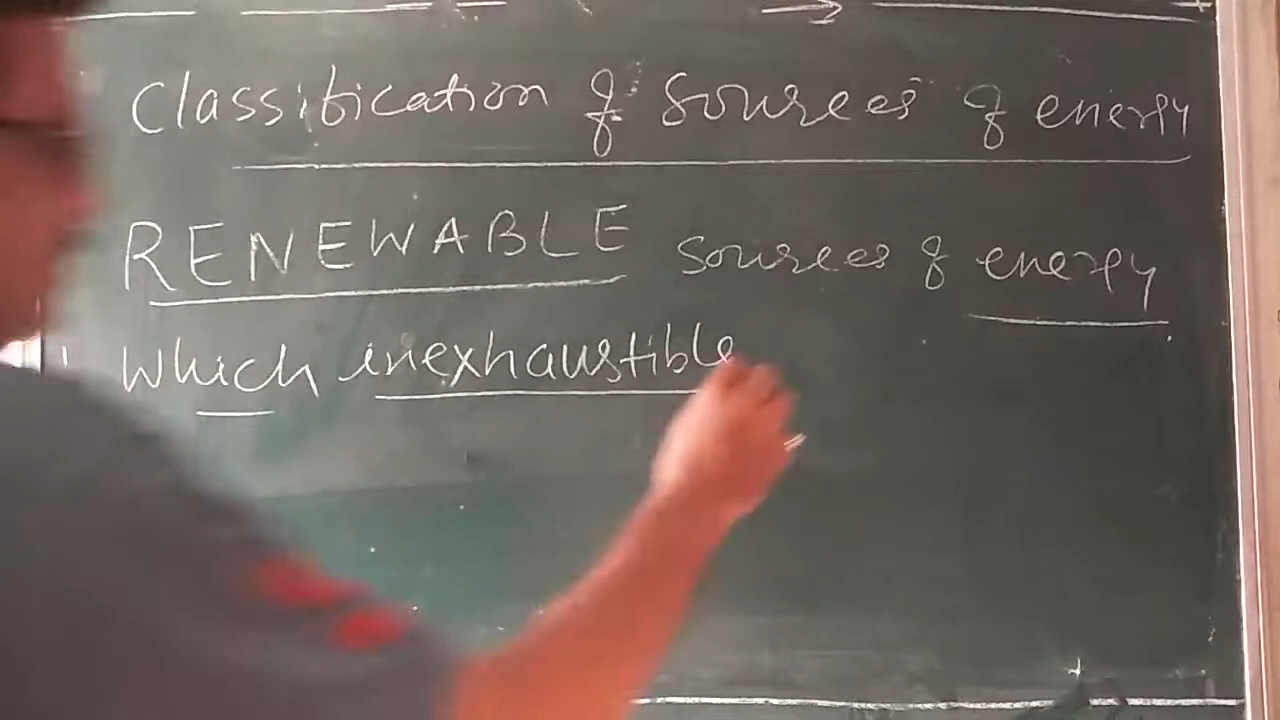 Classification of Sources of energy
RENEWABLE sources of energy
Which inexhaustible